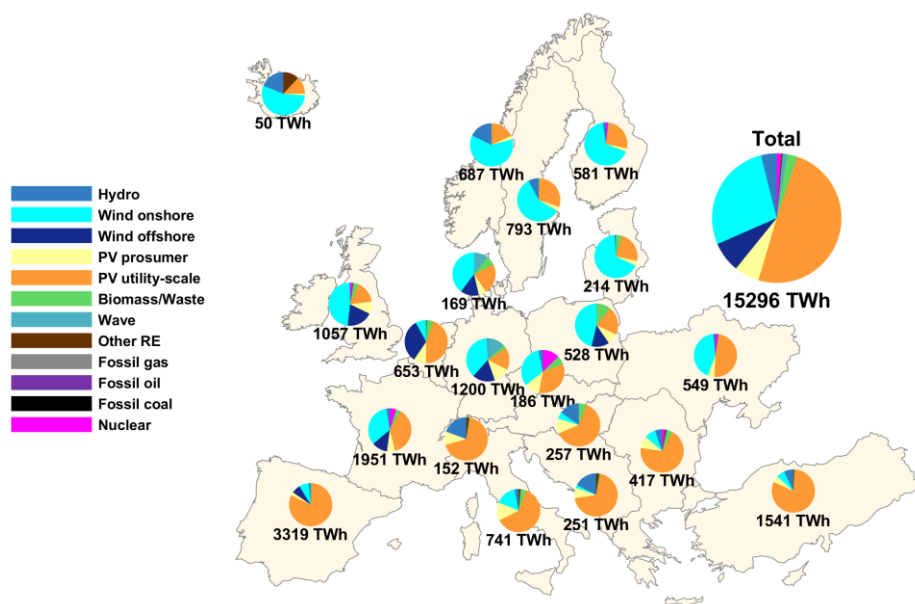 Total
50 TWh
687 TWh
581 TWh
Hydro
Wind onshore
793 TWh
Wind offshore
PV prosumer
214 TWh
PV utility-scale
169 TWh
15296 TWh
Biomass/Waste
Wave
1057 TWh
528 TWh
Other RE
653 TWh
549 TWh
Fossil gas
1200 TWh
186 TWh
Fossil oil
Fossil coal
Nuclear
1951 TWh
152 TWh
257 TWh
417 TWh
3319 TWh
741 TWh
251 TWh
1541 TWh